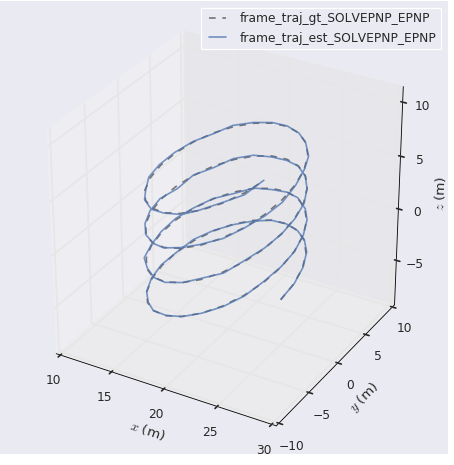 frame_traj_gt_SOLVEPNP_EPNP
frame_traj_est_SOLVEPNP_EPNP
10
5
0
−5
z (m)
10
5
0
−5
−10
y (m)
10
15
20
25
30
x (m)